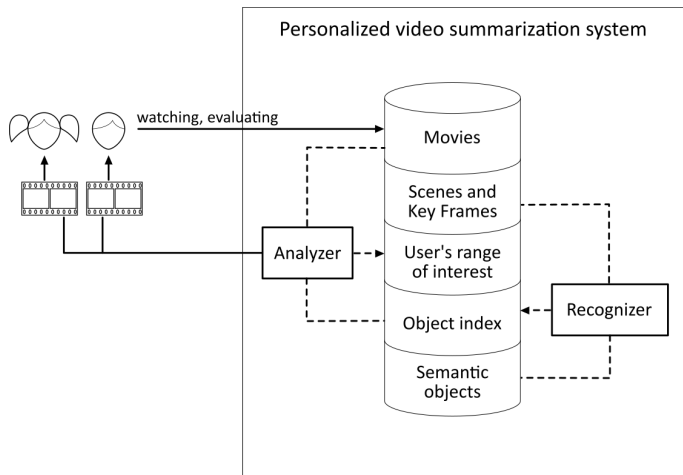 Personalized video summarization system
watching, evaluating
Movies
Scenes and
Key Frames
Analyzer
User's range
of interest
Object index
Recognizer
Semantic
objects